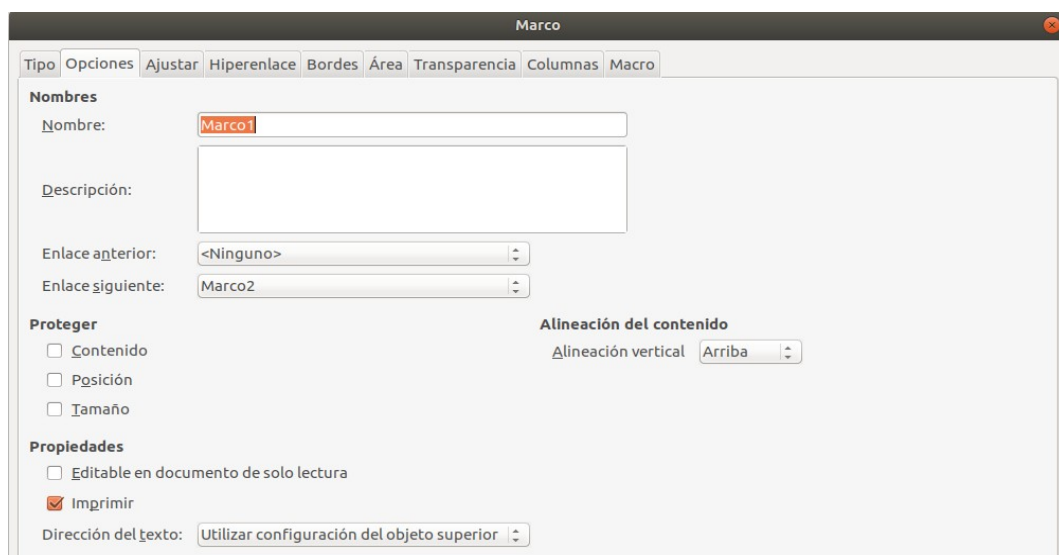 Marco
Tipo Opciones Ajustar Hiperenlace Bordes Área Transparencia Columnas Macro
Nombres
Nombre: Marco1
Descripción:
Enlace anterior: <Ninguno>
Enlace siguiente: Marco2
Proteger Alineación del contenido
Contenido Alineación vertical Arriba
Posición
Tamaño
Propiedades
Editable en documento de solo lectura
Imprimir
Dirección del texto: Utilizar configuración del objeto superior